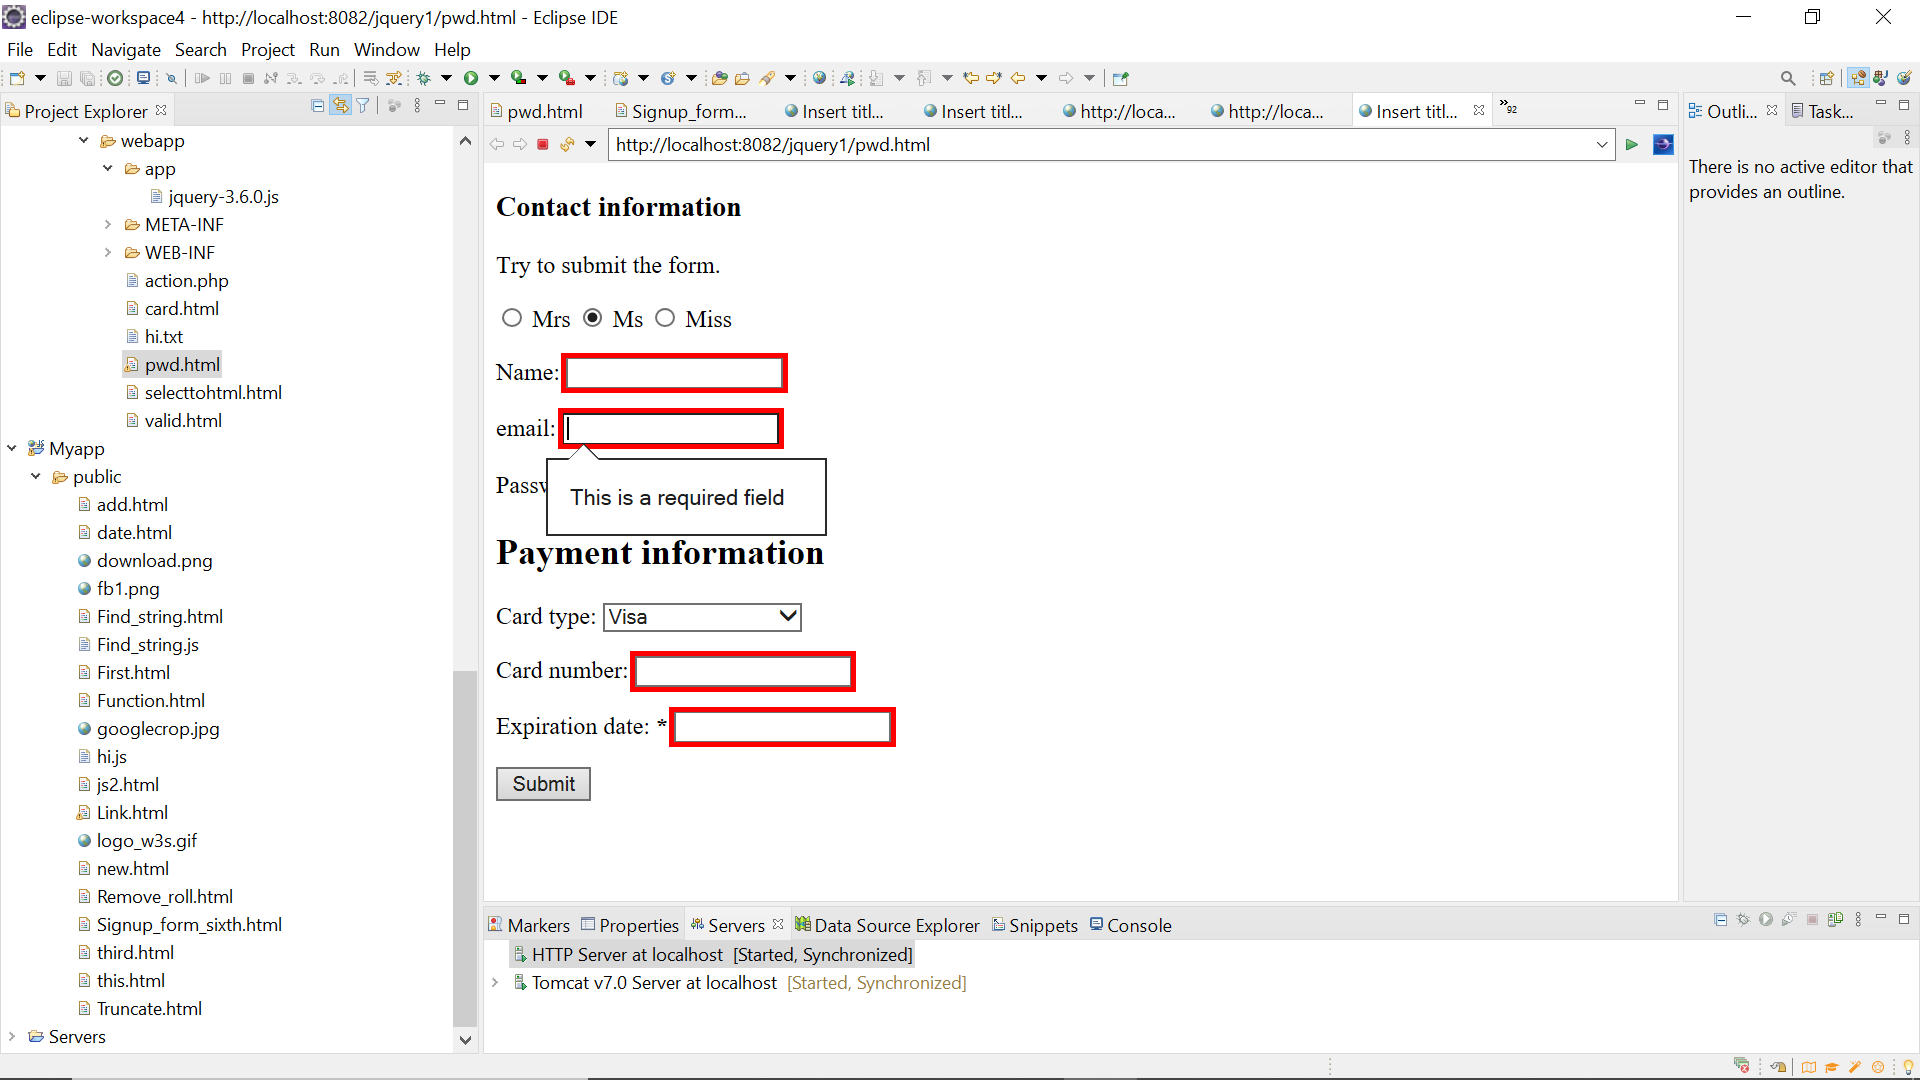 eclipse-workspace4 - http://localhost:8082/jquery1/pwd.html - Eclipse IDE
File Edit Navigate Search Project Run Window Help
Project Explorer
webapp
app
jquery-3.6.0.js
META-INF
WEB-INF
action.php
card.html
hi.txt
pwd.html
selecttohtml.html
valid.html
Myapp
public
add.html
date.html
download.png
fb1.png
Find_string.html
Find_string.js
First.html
Function.html
googlecrop.jpg
hi.js
js2.html
Link.html
logo_w3s.gif
new.html
Remove_roll.html
Signup_form_sixth.html
third.html
this.html
Truncate.html
Servers
pwd.html Signup_form... Insert titl... Insert titl... http://loca... http://loca... Insert titl... »92
http://localhost:8082/jquery1/pwd.html
Contact information
Try to submit the form.
Mrs Ms Miss
Name:
email:
This is a required field
Payment information
Card type: Visa
Card number:
Expiration date: *
Submit
Outli... Task...
There is no active editor that
provides an outline.
Markers Properties Servers Data Source Explorer Snippets Console
HTTP Server at localhost [Started, Synchronized]
Tomcat v7.0 Server at localhost [Started, Synchronized]